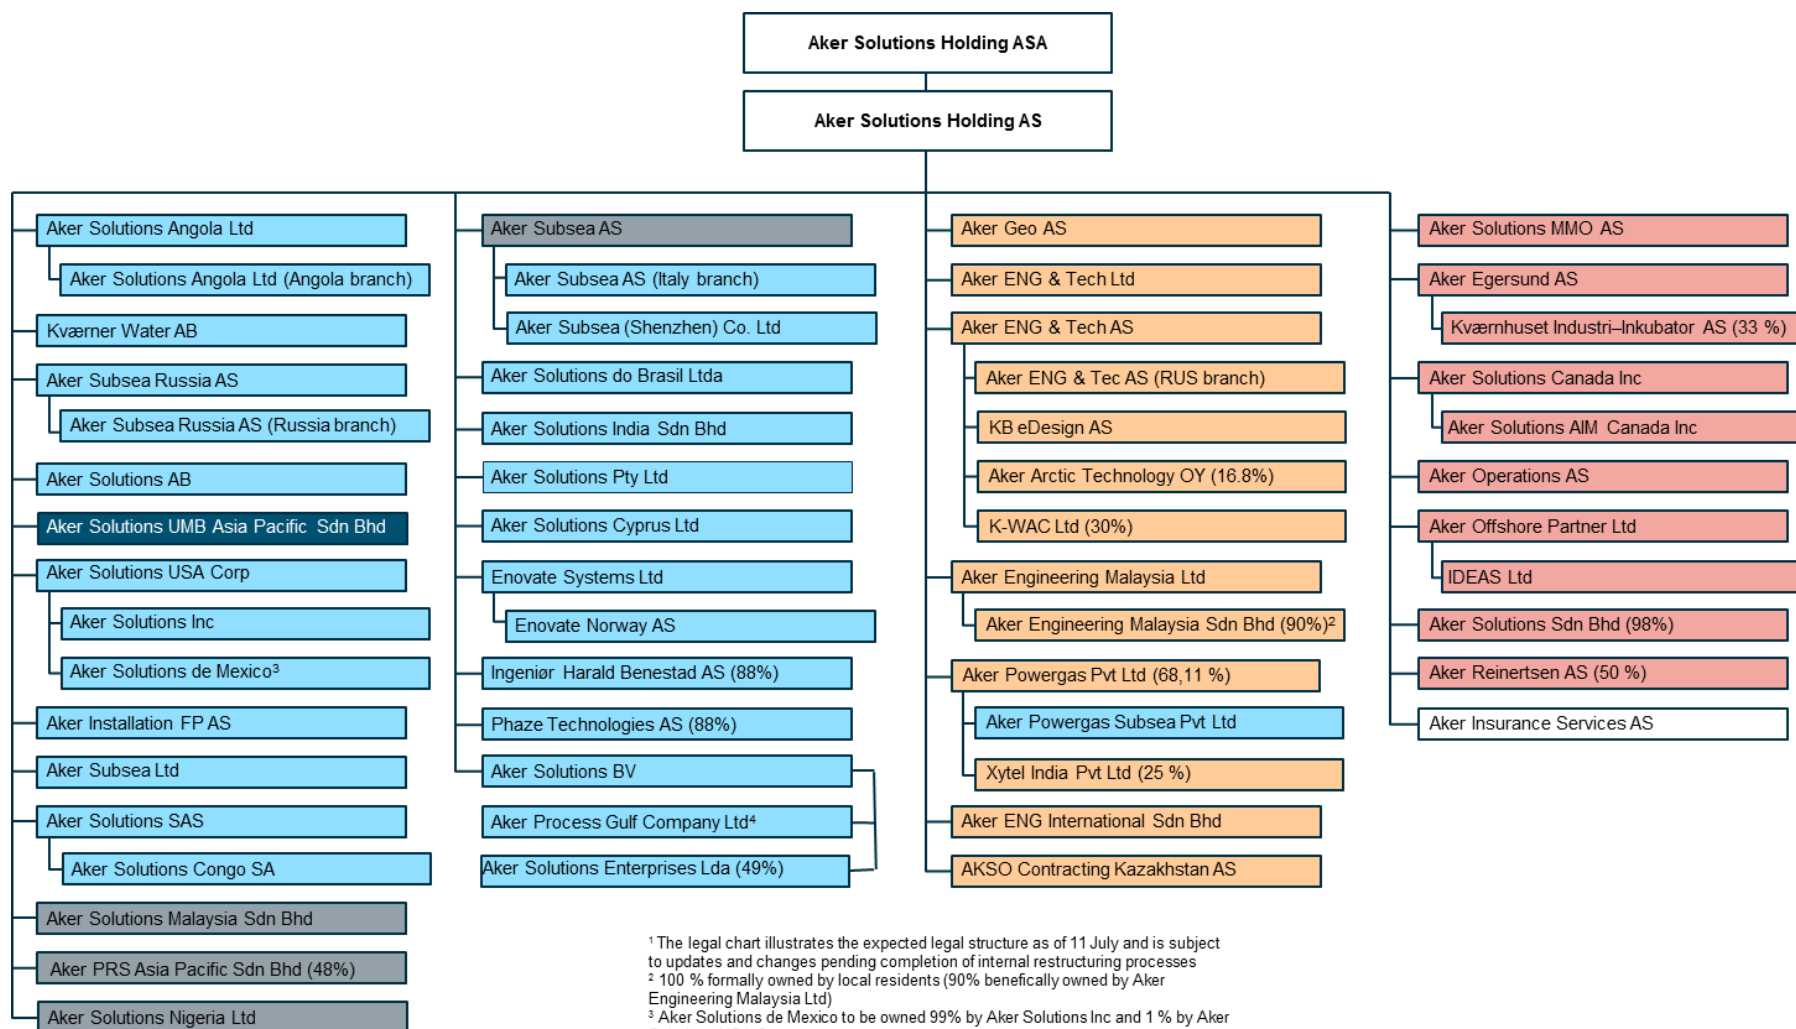 Aker Solutions Holding ASA
Aker Solutions Holding AS
Aker Solutions Angola Ltd
Aker Solutions Angola Ltd (Angola branch)
Kværner Water AB
Aker Subsea Russia AS
Aker Subsea Russia AS (Russia branch)
Aker Solutions AB
Aker Solutions UMB Asia Pacific Sdn Bhd
Aker Solutions USA Corp
Aker Solutions Inc
Aker Solutions de Mexico³
Aker Installation FP AS
Aker Subsea Ltd
Aker Solutions SAS
Aker Solutions Congo SA
Aker Solutions Malaysia Sdn Bhd
Aker PRS Asia Pacific Sdn Bhd (48%)
Aker Solutions Nigeria Ltd
Aker Subsea AS
Aker Subsea AS (Italy branch)
Aker Subsea (Shenzhen) Co. Ltd
Aker Solutions do Brasil Ltda
Aker Solutions India Sdn Bhd
Aker Solutions Pty Ltd
Aker Solutions Cyprus Ltd
Enovate Systems Ltd
Enovate Norway AS
Ingeniør Harald Benestad AS (88%)
Phaze Technologies AS (88%)
Aker Solutions BV
Aker Process Gulf Company Ltd⁴
Aker Solutions Enterprises Lda (49%)
Aker Geo AS
Aker ENG & Tech Ltd
Aker ENG & Tech AS
Aker ENG & Tec AS (RUS branch)
KB eDesign AS
Aker Arctic Technology OY (16.8%)
K-WAC Ltd (30%)
Aker Engineering Malaysia Ltd
Aker Engineering Malaysia Sdn Bhd (90%)²
Aker Powergas Pvt Ltd (68,11 %)
Aker Powergas Subsea Pvt Ltd
Xytel India Pvt Ltd (25 %)
Aker ENG International Sdn Bhd
AKSO Contracting Kazakhstan AS
Aker Solutions MMO AS
Aker Egersund AS
Kværnhuset Industri–Inkubator AS (33 %)
Aker Solutions Canada Inc
Aker Solutions AIM Canada Inc
Aker Operations AS
Aker Offshore Partner Ltd
IDEAS Ltd
Aker Solutions Sdn Bhd (98%)
Aker Reinertsen AS (50 %)
Aker Insurance Services AS
¹ The legal chart illustrates the expected legal structure as of 11 July and is subject
to updates and changes pending completion of internal restructuring processes
² 100 % formally owned by local residents (90% benefically owned by Aker
Engineering Malaysia Ltd)
³ Aker Solutions de Mexico to be owned 99% by Aker Solutions Inc and 1 % by Aker